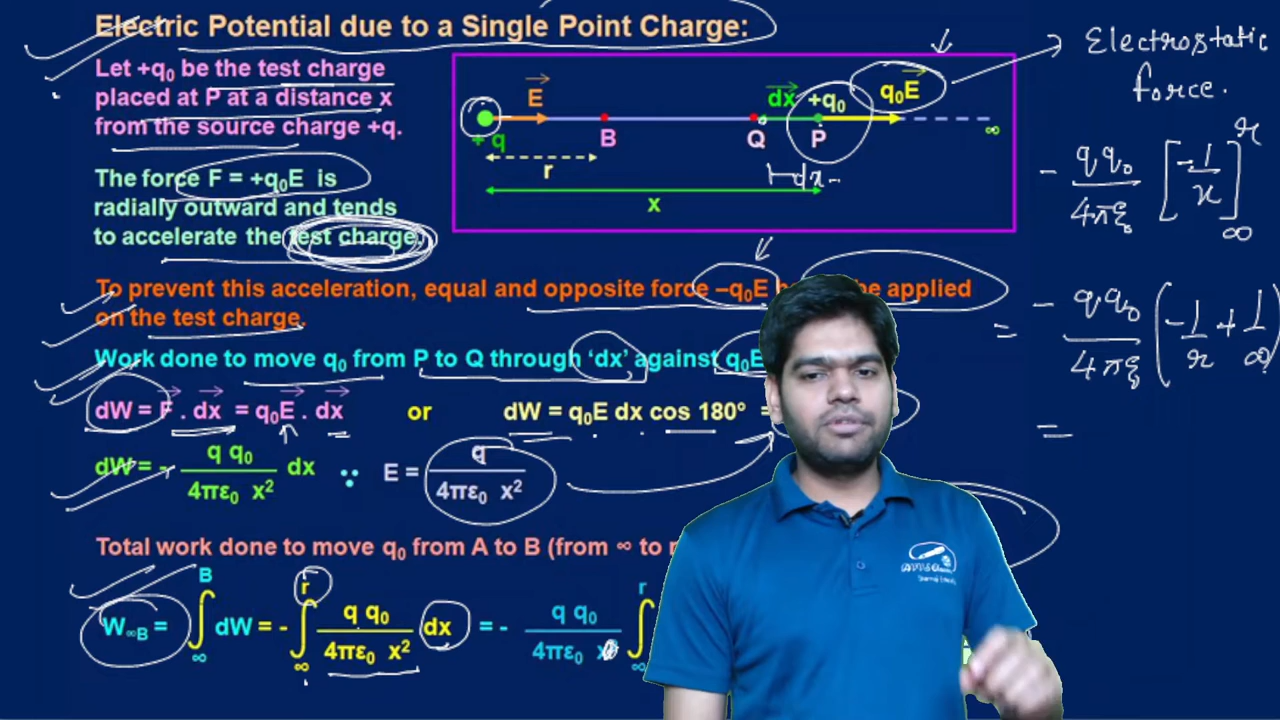 Electric Potential due to a Single Point Charge:
Let +q₀ be the test charge
placed at P at a distance x
from the source charge +q.
The force F = +q₀E is
radially outward and tends
to accelerate the test charge.
E
dx
+q₀
q₀E
+ q
B
Q
P
∞
r
dx
x
Electrostatic
force.
To prevent this acceleration, equal and opposite force –q₀E applied
on the test charge.
Work done to move q₀ from P to Q through ‘dx’ against q₀E
dW = F . dx = q₀E . dx or dW = q₀E dx cos 180° =
dW = - q q₀ / 4πε₀ x² dx ∵ E = q / 4πε₀ x²
Total work done to move q₀ from A to B (from ∞ to r
W∞B = ∫∞^B dW = - ∫∞^r q q₀ / 4πε₀ x² dx = - q q₀ / 4πε₀ ∫∞^r
- q q₀ / 4πε [-1/x]∞^r
= - q q₀ / 4πε (-1/r + 1/∞)
=